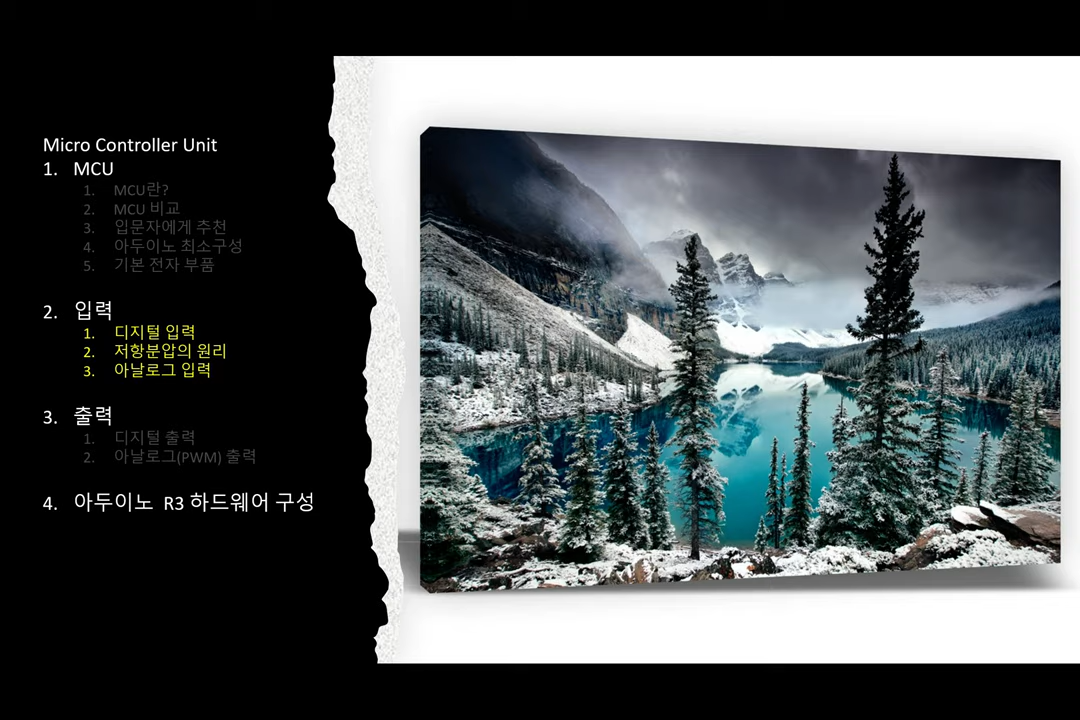 Micro Controller Unit
1. MCU
1. MCU란?
2. MCU 비교
3. 입문자에게 추천
4. 아두이노 최소구성
5. 기본 전자 부품
2. 입력
1. 디지털 입력
2. 저항분압의 원리
3. 아날로그 입력
3. 출력
1. 디지털 출력
2. 아날로그(PWM) 출력
4. 아두이노 R3 하드웨어 구성